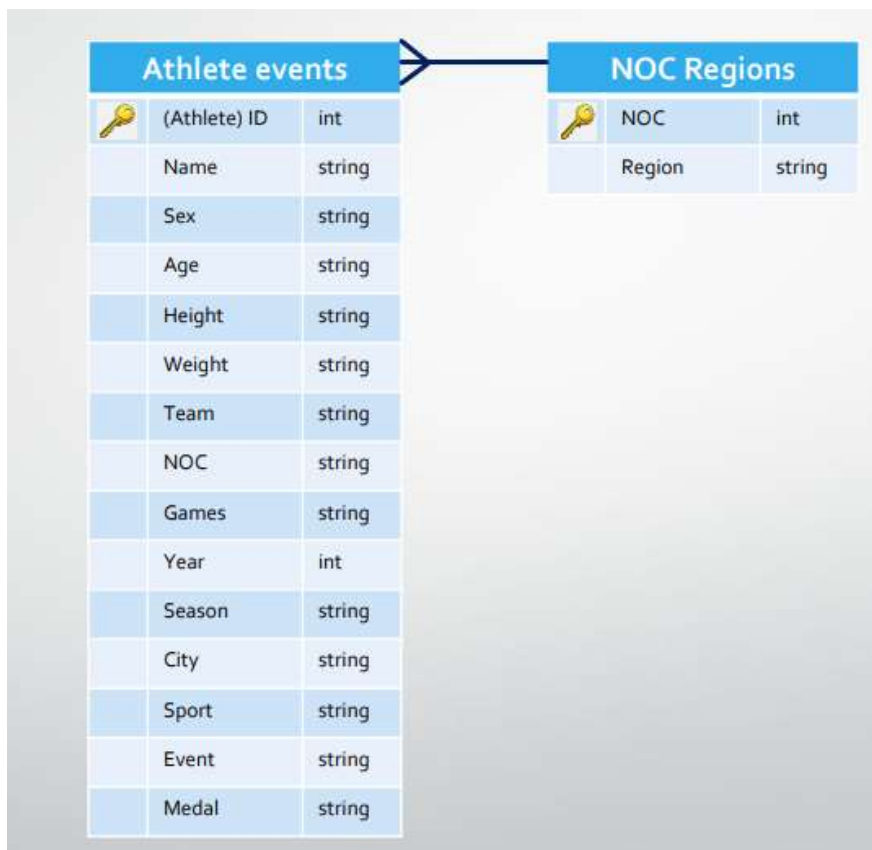 Athlete events
(Athlete) ID int
Name string
Sex string
Age string
Height string
Weight string
Team string
NOC string
Games string
Year int
Season string
City string
Sport string
Event string
Medal string
NOC Regions
NOC int
Region string